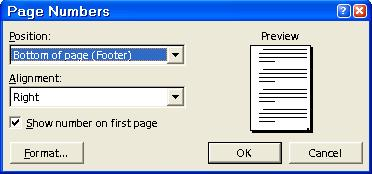 Page Numbers
Position:
Preview
Bottom of page (Footer)
Alignment:
Right
Show number on first page
Format... OK Cancel